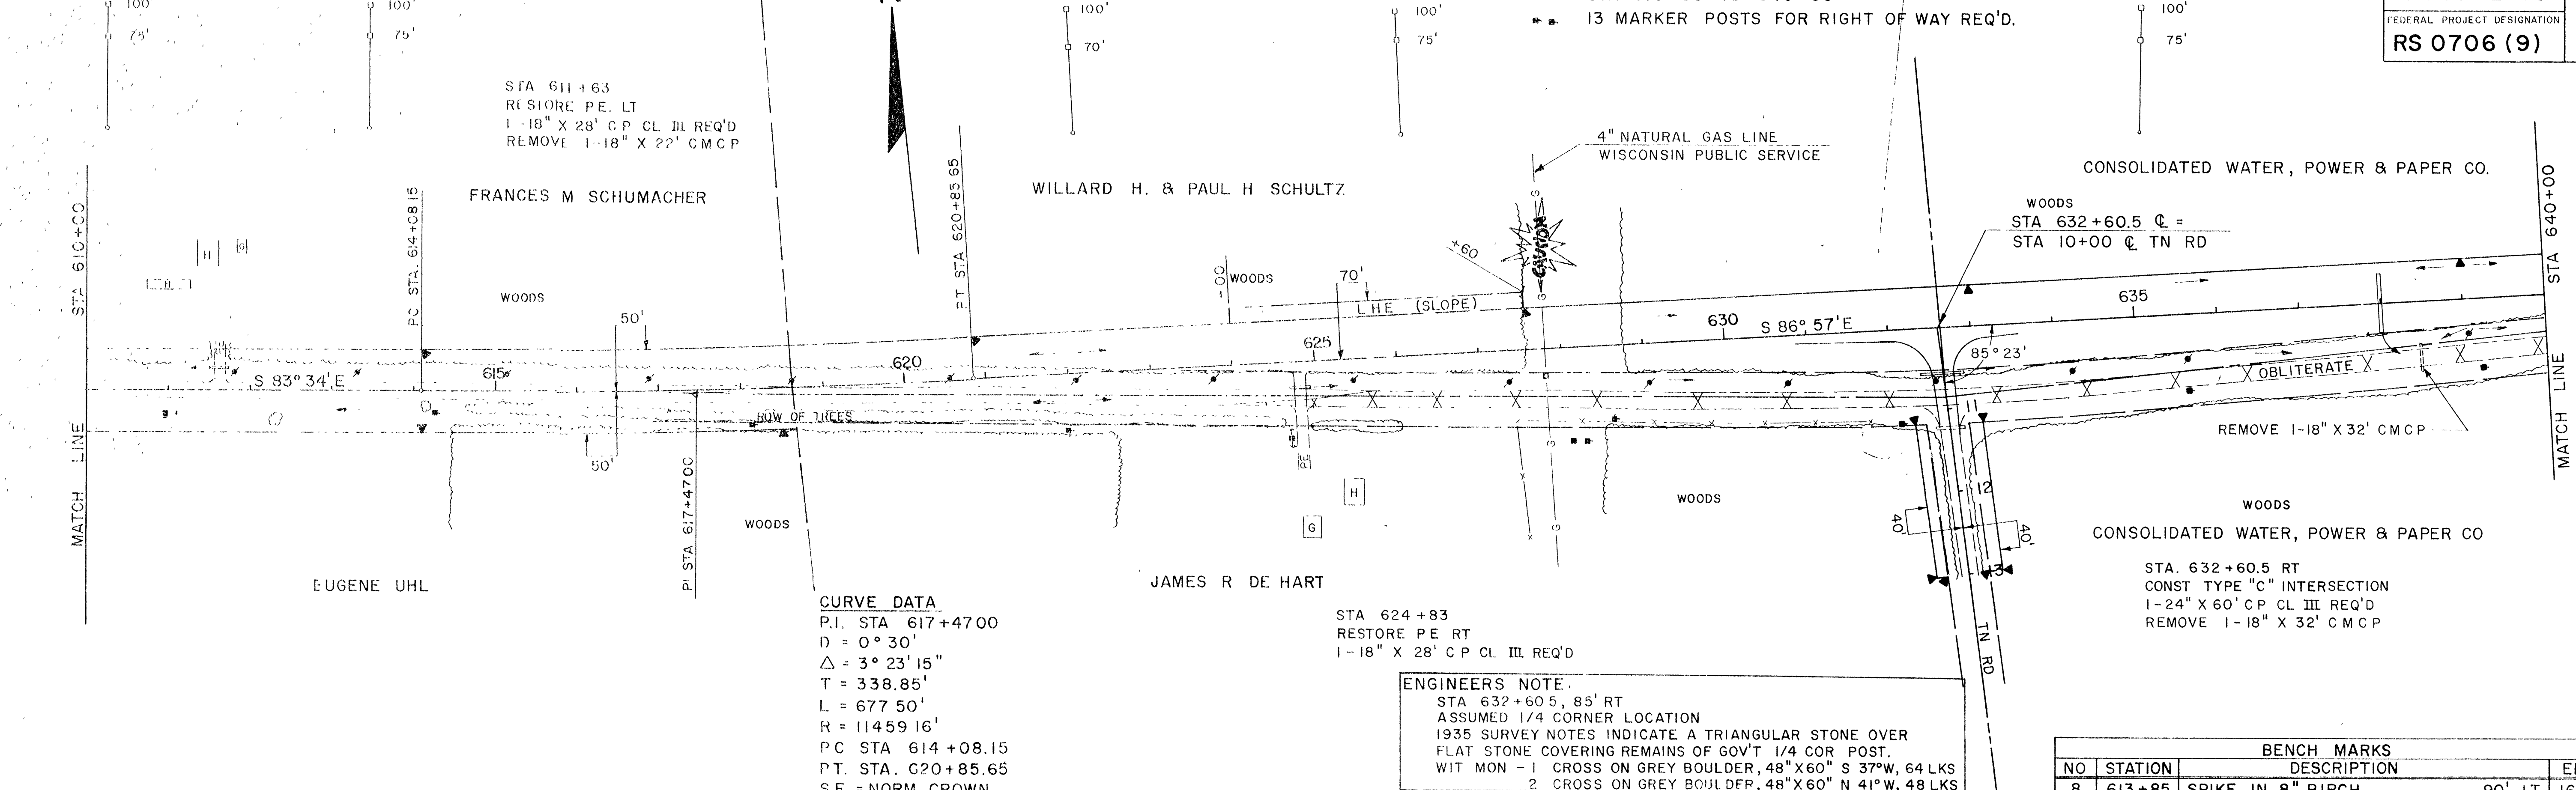 100'
75'
100'
75'
100'
70'
100'
75'
13 MARKER POSTS FOR RIGHT OF WAY REQ'D.
100'
75'
FEDERAL PROJECT DESIGNATION
RS 0706 (9)
STA 611+63
RESTORE P.E. LT
1-18" X 28' C P CL III REQ'D
REMOVE 1-18" X 22' C M C P
4" NATURAL GAS LINE
WISCONSIN PUBLIC SERVICE
CONSOLIDATED WATER, POWER & PAPER CO.
FRANCES M SCHUMACHER
WILLARD H. & PAUL H SCHULTZ
WOODS
STA 632+60.5 ℄ =
STA 10+00 ℄ TN RD
MATCH LINE STA 610+00
PC STA. 614+08.15
PT STA 620+85.65
MATCH LINE STA 640+00
H
G
WOODS
50'
-00
WOODS
70'
+60
CAUTION
G
G
L H E (SLOPE)
S 83° 34' E
615
620
625
630
S 86° 57' E
635
85° 23'
OBLITERATE
ROW OF TREES
50'
PE
REMOVE 1-18" X 32' C M C P
11
12
13
PI STA 617+47.00
WOODS
H
G
G
G
WOODS
WOODS
40'
40'
CONSOLIDATED WATER, POWER & PAPER CO
EUGENE UHL
JAMES R DE HART
STA. 632+60.5 RT
CONST TYPE "C" INTERSECTION
1-24" X 60' C P CL III REQ'D
REMOVE 1-18" X 32' C M C P
TN RD
CURVE DATA
P.I. STA 617+47 00
D = 0° 30'
△ = 3° 23' 15"
T = 338.85'
L = 677 50'
R = 11459 16'
P C STA 614+08.15
P T. STA. 620+85.65
S.E. = NORM CROWN
STA 624+83
RESTORE P E RT
1-18" X 28' C P CL III REQ'D
ENGINEERS NOTE.
STA 632+60 5, 85' RT
ASSUMED 1/4 CORNER LOCATION
1935 SURVEY NOTES INDICATE A TRIANGULAR STONE OVER
FLAT STONE COVERING REMAINS OF GOV'T 1/4 COR POST.
WIT MON - 1 CROSS ON GREY BOULDER, 48"X60" S 37°W, 64 LKS
2 CROSS ON GREY BOULDER, 48"X60" N 41°W, 48 LKS
BENCH MARKS
NO STATION DESCRIPTION
8 613+85 SPIKE IN 8" BIRCH 90' LT